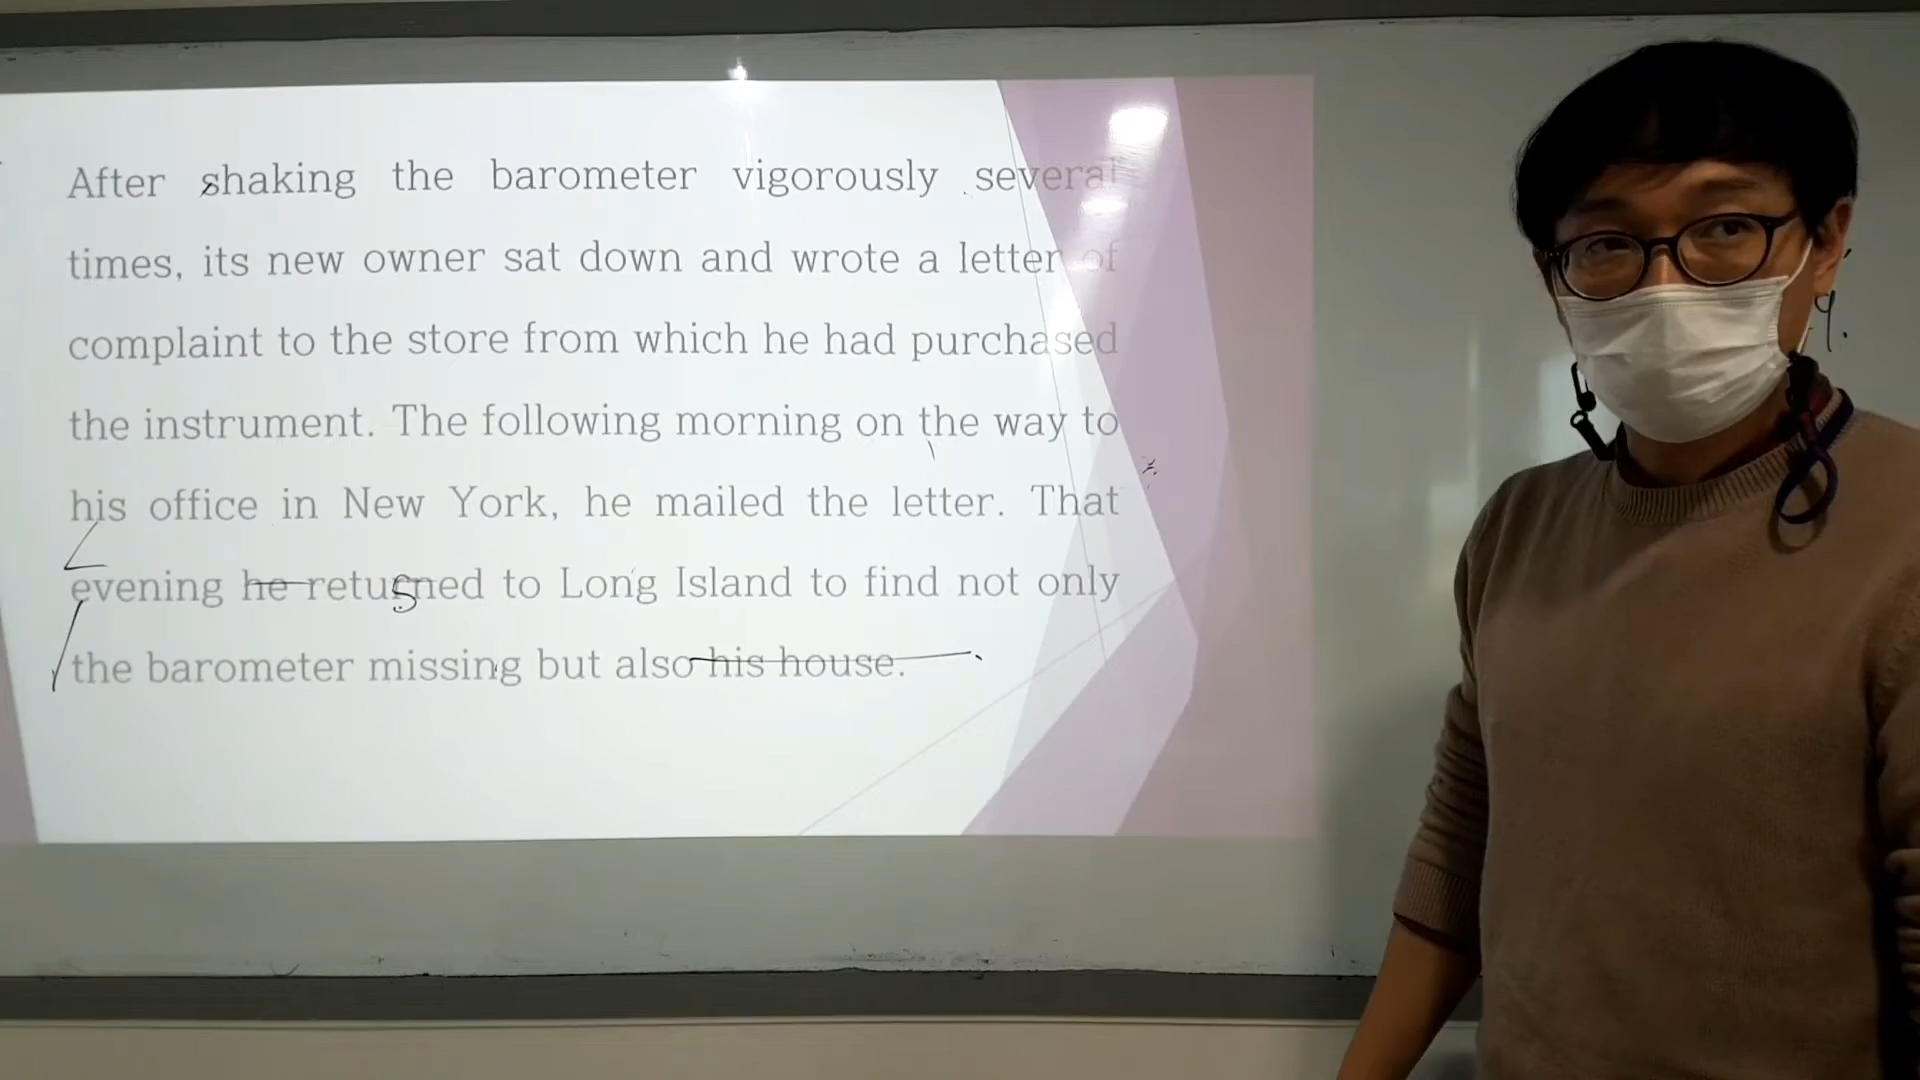 After shaking the barometer vigorously several
times, its new owner sat down and wrote a letter of
complaint to the store from which he had purchased
the instrument. The following morning on the way to
his office in New York, he mailed the letter. That
evening he returned to Long Island to find not only
the barometer missing but also his house.